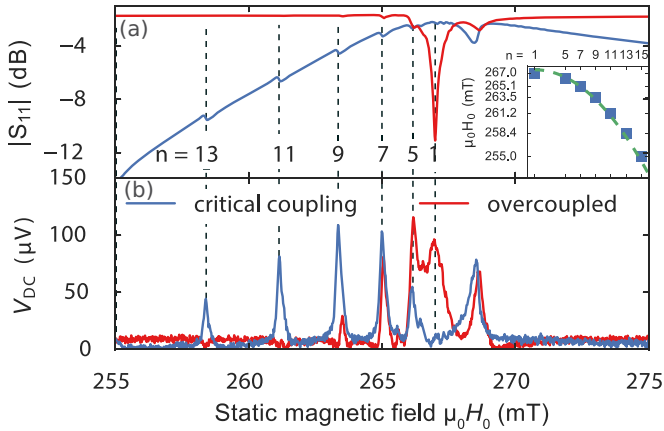 (a)
−4
−8
−12
|S₁₁| (dB)
n = 13 11 9 7 5 1
n = 1 5 7 9 11 13 15
267.0
265.1
263.5
261.2
258.4
255.0
μ₀H₀ (mT)
(b)
critical coupling overcoupled
150
100
50
0
V_DC (μV)
255 260 265 270 275
Static magnetic field μ₀H₀ (mT)